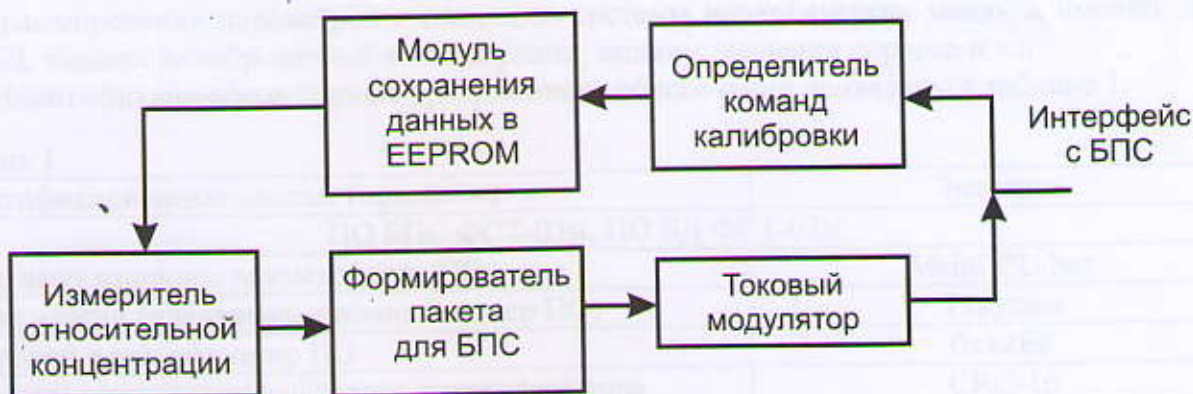 Модуль
сохранения
данных в
EEPROM
Определитель
команд
калибровки
Интерфейс
с БПС
Измеритель
относительной
концентрации
Формирователь
пакета
для БПС
Токовый
модулятор